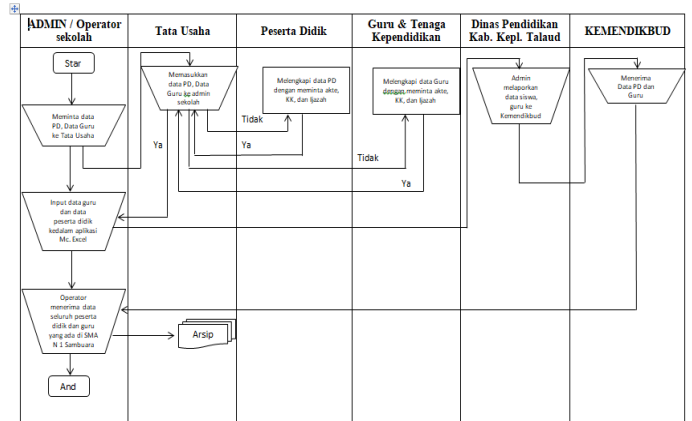 ADMIN / Operator
sekolah
Tata Usaha
Peserta Didik
Guru & Tenaga
Kependidikan
Dinas Pendidikan
Kab. Kepl. Talaud
KEMENDIKBUD
Star
Meminta data
PD, Data Guru
ke Tata Usaha
Input data guru
dan data
peserta didik
kedalam aplikasi
Mc. Excel
Operator
menerima data
seluruh peserta
didik dan guru
yang ada di SMA
N 1 Sambuara
And
Memasukkan
data PD, Data
Guru ke admin
sekolah
Ya
Arsip
Melengkapi data PD
dengan meminta akte,
KK, dan Ijazah
Tidak
Ya
Melengkapi data Guru
dengan meminta akte,
KK, dan Ijazah
Tidak
Ya
Admin
melaporkan
data siswa,
guru ke
Kemendikbud
Menerima
Data PD dan
Guru